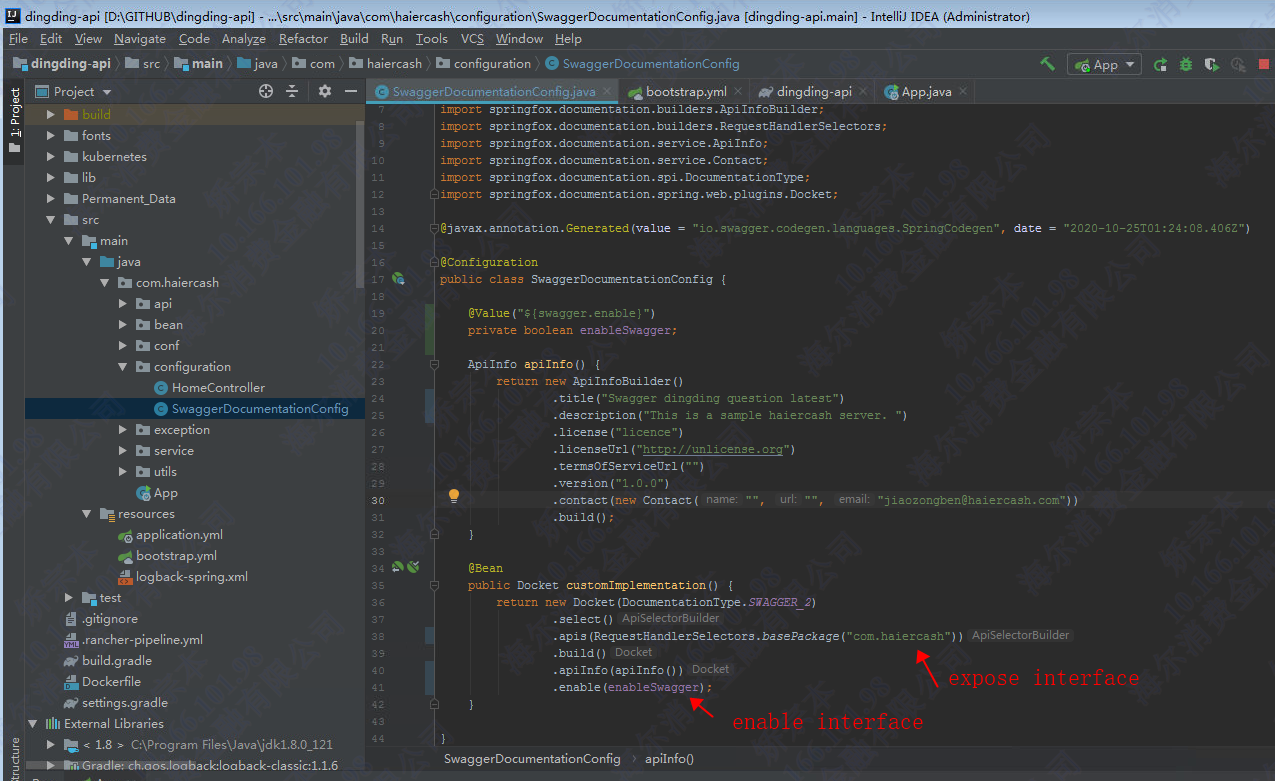 dingding-api [D:\GITHUB\dingding-api] - ...\src\main\java\com\haiercash\configuration\SwaggerDocumentationConfig.java [dingding-api.main] - IntelliJ IDEA (Administrator)
File Edit View Navigate Code Analyze Refactor Build Run Tools VCS Window Help
dingding-api src main java com haiercash configuration SwaggerDocumentationConfig App
1: Project
Project
build
fonts
kubernetes
lib
Permanent_Data
src
main
java
com.haiercash
api
bean
conf
configuration
HomeController
SwaggerDocumentationConfig
exception
service
utils
App
resources
application.yml
bootstrap.yml
logback-spring.xml
test
.gitignore
.rancher-pipeline.yml
build.gradle
Dockerfile
settings.gradle
External Libraries
< 1.8 > C:\Program Files\Java\jdk1.8.0_121
Gradle: ch.qos.logback:logback-classic:1.1.6
SwaggerDocumentationConfig.java bootstrap.yml dingding-api App.java
7 import springfox.documentation.builders.ApiInfoBuilder;
8 import springfox.documentation.builders.RequestHandlerSelectors;
9 import springfox.documentation.service.ApiInfo;
10 import springfox.documentation.service.Contact;
11 import springfox.documentation.spi.DocumentationType;
12 import springfox.documentation.spring.web.plugins.Docket;
13
14 @javax.annotation.Generated(value = "io.swagger.codegen.languages.SpringCodegen", date = "2020-10-25T01:24:08.406Z")
15
16 @Configuration
17 public class SwaggerDocumentationConfig {
18
19 @Value("${swagger.enable}")
20 private boolean enableSwagger;
21
22 ApiInfo apiInfo() {
23 return new ApiInfoBuilder()
24 .title("Swagger dingding question latest")
25 .description("This is a sample haiercash server. ")
26 .license("licence")
27 .licenseUrl("http://unlicense.org")
28 .termsOfServiceUrl("")
29 .version("1.0.0")
30 .contact(new Contact( name: "", url: "", email: "jiaozongben@haiercash.com"))
31 .build();
32 }
33
34 @Bean
35 public Docket customImplementation() {
36 return new Docket(DocumentationType.SWAGGER_2)
37 .select() ApiSelectorBuilder
38 .apis(RequestHandlerSelectors.basePackage("com.haiercash")) ApiSelectorBuilder
39 .build() Docket
40 .apiInfo(apiInfo()) Docket
41 .enable(enableSwagger);
42 }
43
44 }
expose interface
enable interface
SwaggerDocumentationConfig apiInfo()